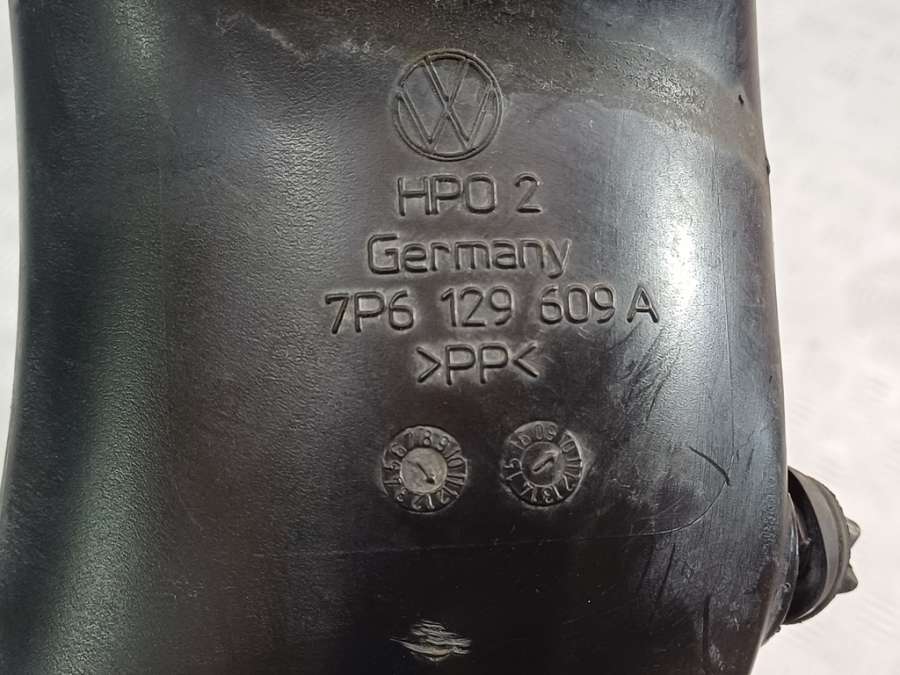 HPO 2
Germany
7P6 129 609 A
>PP<